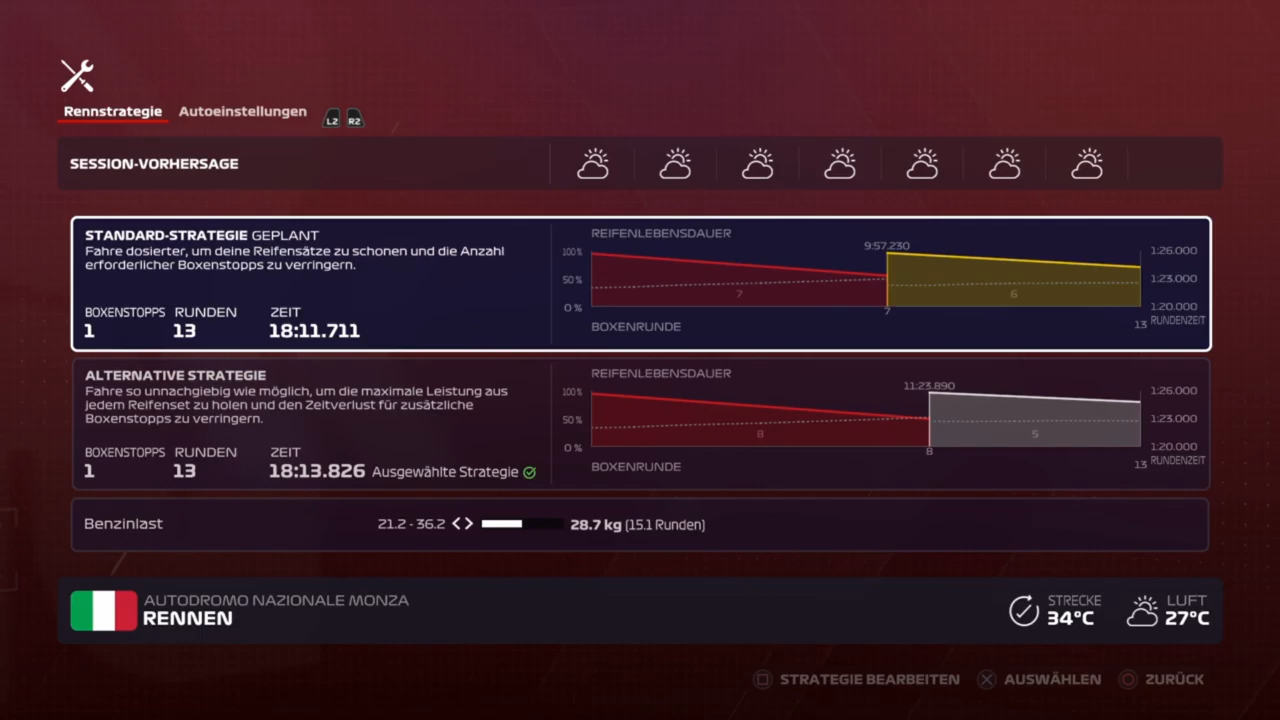 Rennstrategie Autoeinstellungen L2 R2
SESSION-VORHERSAGE
STANDARD-STRATEGIE GEPLANT
Fahre dosierter, um deine Reifensätze zu schonen und die Anzahl
erforderlicher Boxenstopps zu verringern.
BOXENSTOPPS RUNDEN ZEIT
1 13 18:11.711
REIFENLEBENSDAUER
9:57.230
100%
50%
0%
7
6
1:26.000
1:23.000
1:20.000
7
13 RUNDENZEIT
BOXENRUNDE
ALTERNATIVE STRATEGIE
Fahre so unnachgiebig wie möglich, um die maximale Leistung aus
jedem Reifenset zu holen und den Zeitverlust für zusätzliche
Boxenstopps zu verringern.
BOXENSTOPPS RUNDEN ZEIT
1 13 18:13.826 Ausgewählte Strategie
REIFENLEBENSDAUER
11:23.890
100%
50%
0%
8
5
1:26.000
1:23.000
1:20.000
8
13 RUNDENZEIT
BOXENRUNDE
Benzinlast 21.2 - 36.2 28.7 kg (15.1 Runden)
AUTODROMO NAZIONALE MONZA
RENNEN
STRECKE
34°C
LUFT
27°C
STRATEGIE BEARBEITEN AUSWÄHLEN ZURÜCK